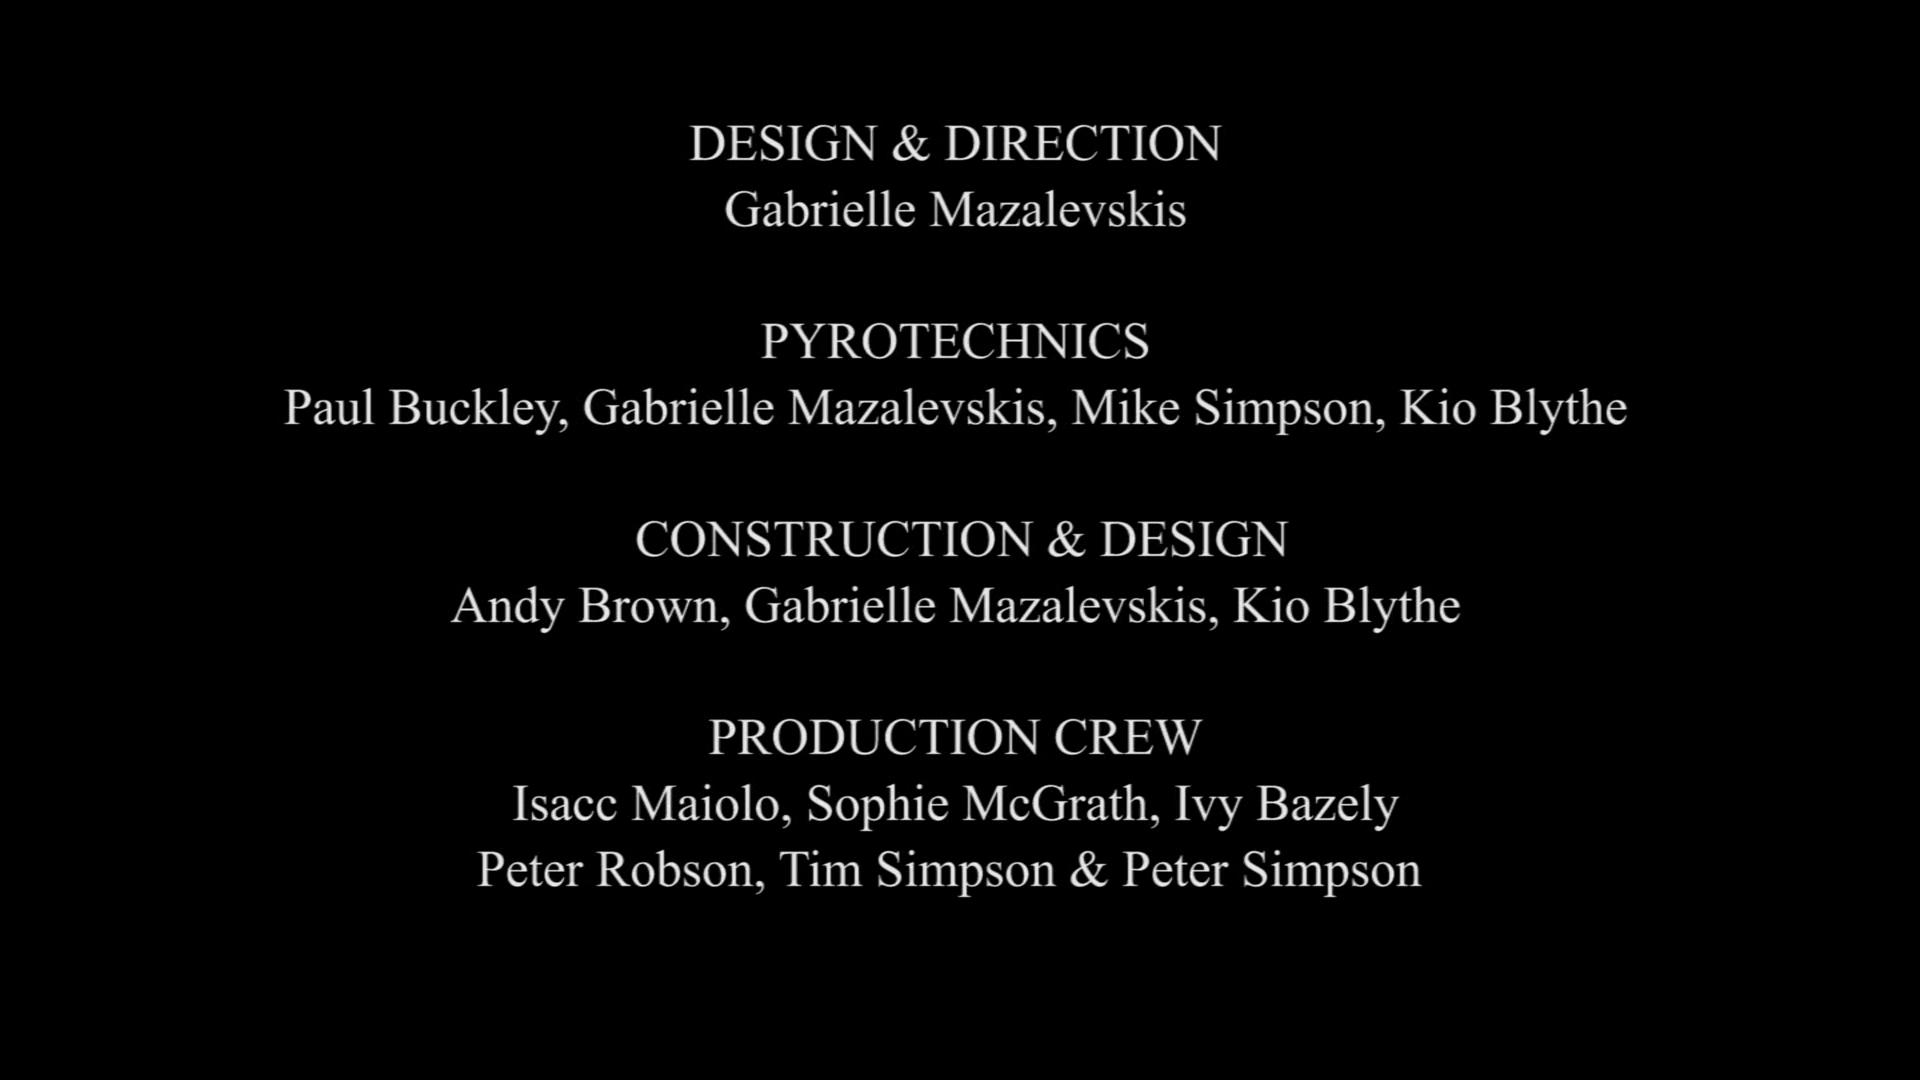 DESIGN & DIRECTION
Gabrielle Mazalevskis
PYROTECHNICS
Paul Buckley, Gabrielle Mazalevskis, Mike Simpson, Kio Blythe
CONSTRUCTION & DESIGN
Andy Brown, Gabrielle Mazalevskis, Kio Blythe
PRODUCTION CREW
Isacc Maiolo, Sophie McGrath, Ivy Bazely
Peter Robson, Tim Simpson & Peter Simpson